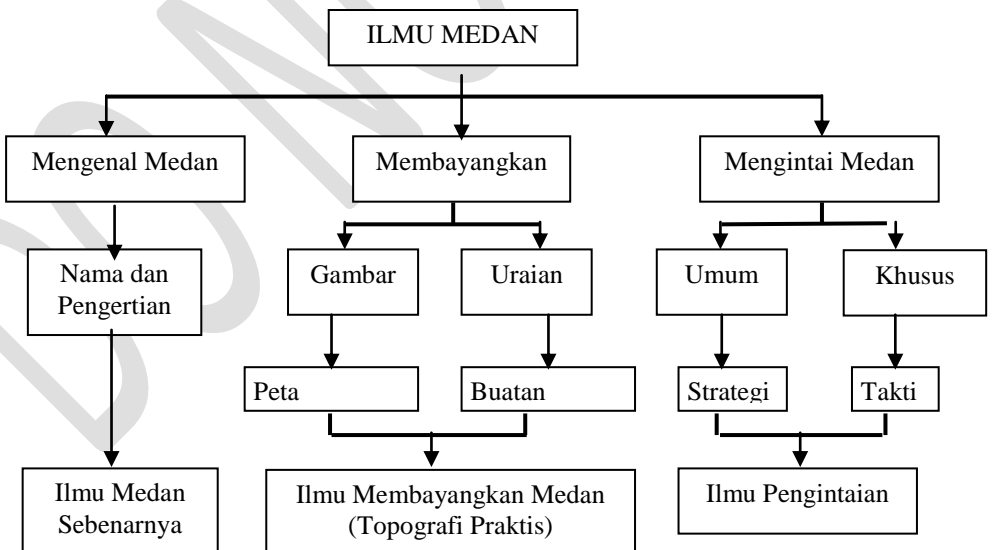 ILMU MEDAN
Mengenal Medan
Membayangkan
Mengintai Medan
Nama dan
Pengertian
Gambar
Uraian
Umum
Khusus
Peta
Buatan
Strategi
Takti
Ilmu Medan
Sebenarnya
Ilmu Membayangkan Medan
(Topografi Praktis)
Ilmu Pengintaian